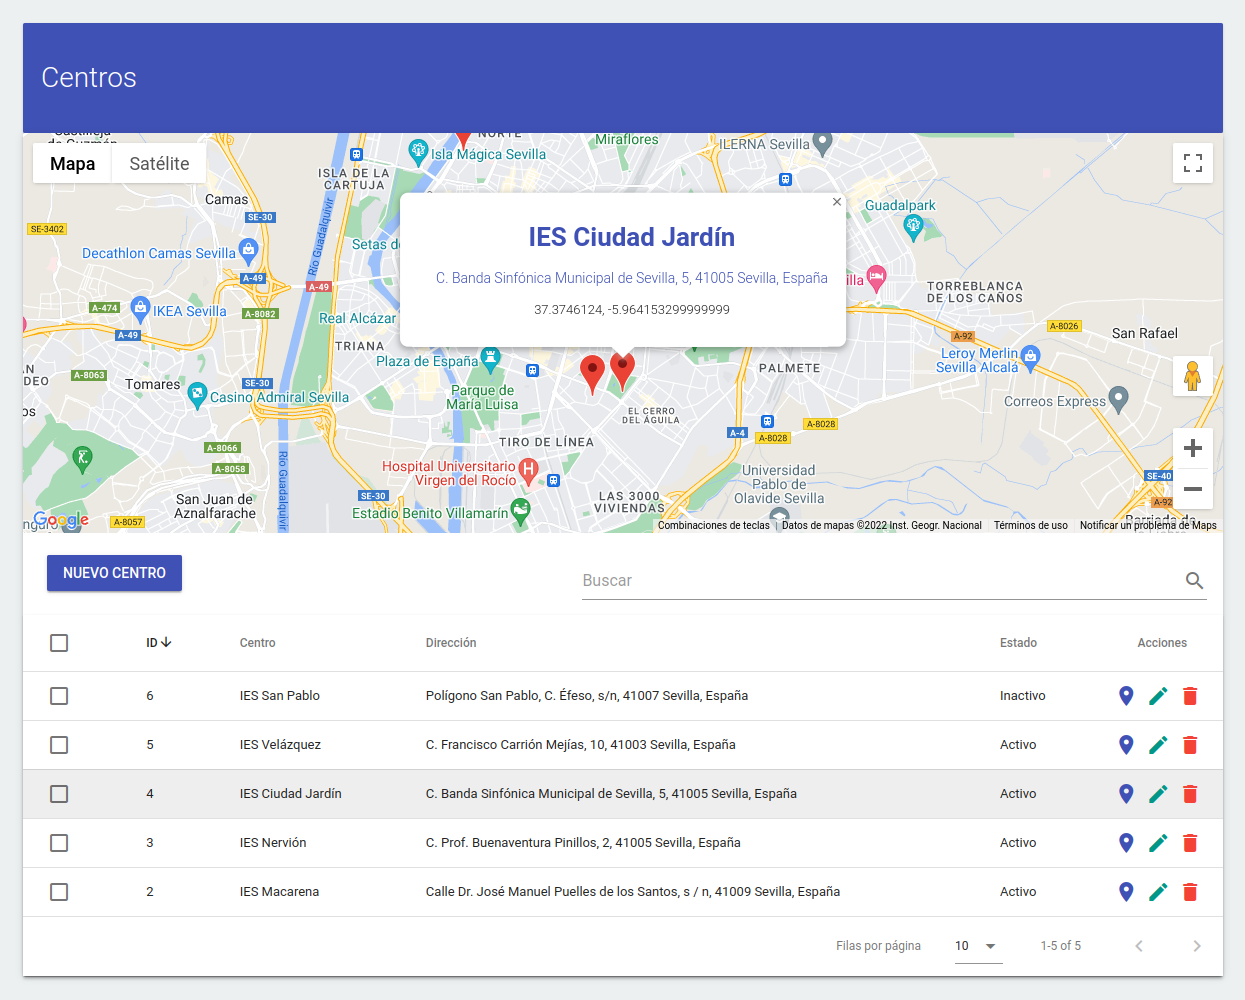 Centros
Mapa
Satélite
NORTE
Miraflores
ILERNA Sevilla
Isla Mágica Sevilla
ISLA DE LA
CARTUJA
Camas
SE-30
SE-3402
Guadalpark
Decathlon Camas Sevilla
Río Guadalquivir
A-49
A-49
A-474
IKEA Sevilla
A-8082
A-49
Real Alcázar
TRIANA
IES Ciudad Jardín
C. Banda Sinfónica Municipal de Sevilla, 5, 41005 Sevilla, España
37.3746124, -5.964153299999999
TORREBLANCA
DE LOS CAÑOS
A-92
A-8026
San Rafael
Leroy Merlin
Sevilla Alcalá
Plaza de España
PALMETE
A-8063
Tomares
SE-30
Casino Admiral Sevilla
Parque de
María Luisa
Correos Express
EL CERRO
DEL ÁGUILA
A-8028
A-4
A-8028
TIRO DE LÍNEA
A-8066
A-8058
Hospital Universitario
Virgen del Rocío
Universidad
Pablo de
Olavide Sevilla
SE-40
A-92
San Juan de
Aznalfarache
SE-30
LAS 3000
VIVIENDAS
Río Guadalquivir
Estadio Benito Villamarín
A-8057
Google
Combinaciones de teclas
Datos de mapas ©2022 Inst. Geogr. Nacional
Términos de uso
Notificar un problema de Maps
NUEVO CENTRO
Buscar
ID Centro Dirección Estado Acciones
6 IES San Pablo Polígono San Pablo, C. Éfeso, s/n, 41007 Sevilla, España Inactivo
5 IES Velázquez C. Francisco Carrión Mejías, 10, 41003 Sevilla, España Activo
4 IES Ciudad Jardín C. Banda Sinfónica Municipal de Sevilla, 5, 41005 Sevilla, España Activo
3 IES Nervión C. Prof. Buenaventura Pinillos, 2, 41005 Sevilla, España Activo
2 IES Macarena Calle Dr. José Manuel Puelles de los Santos, s / n, 41009 Sevilla, España Activo
Filas por página 10 1-5 of 5